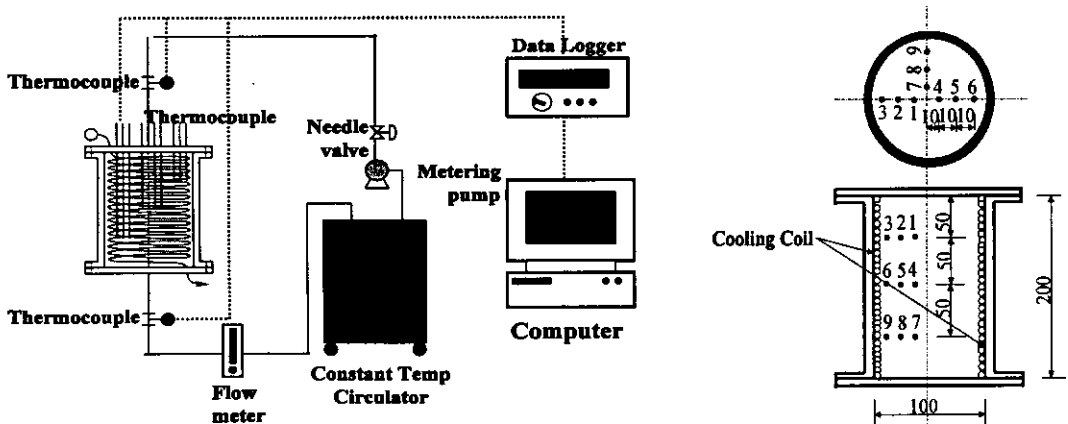 Data Logger
Thermocouple
Thermocouple
Needle
valve
Metering
pump
Thermocouple
Computer
Flow
meter
Constant Temp
Circulator
9
8
7
4 5 6
3 2 1
10 10 10
Cooling Coil
3 2 1
6 5 4
9 8 7
50
50
50
200
100